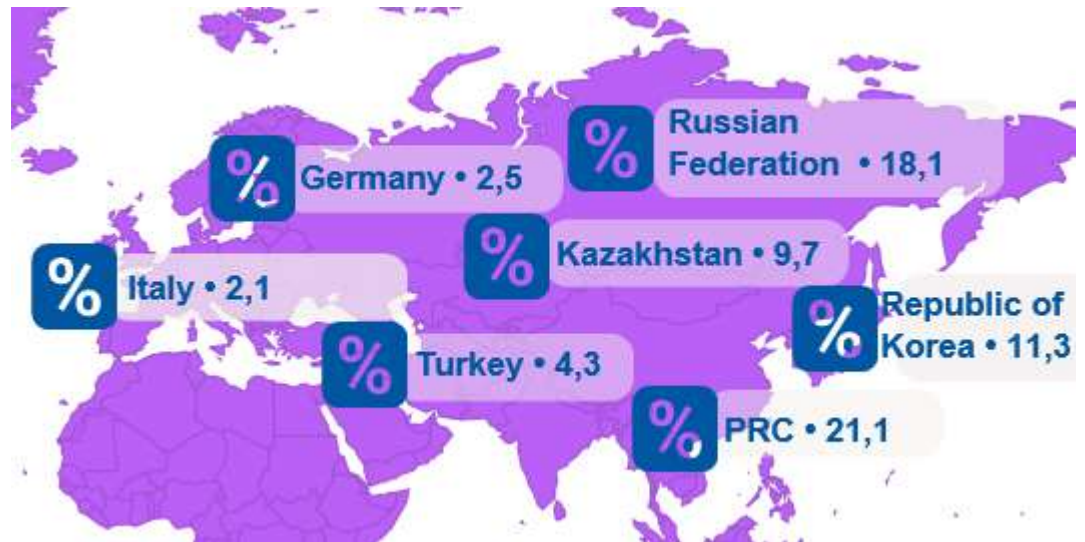 %
Russian
Federation • 18,1
%
Germany • 2,5
%
Kazakhstan • 9,7
%
Italy • 2,1
%
Republic of
Korea • 11,3
%
Turkey • 4,3
%
PRC • 21,1